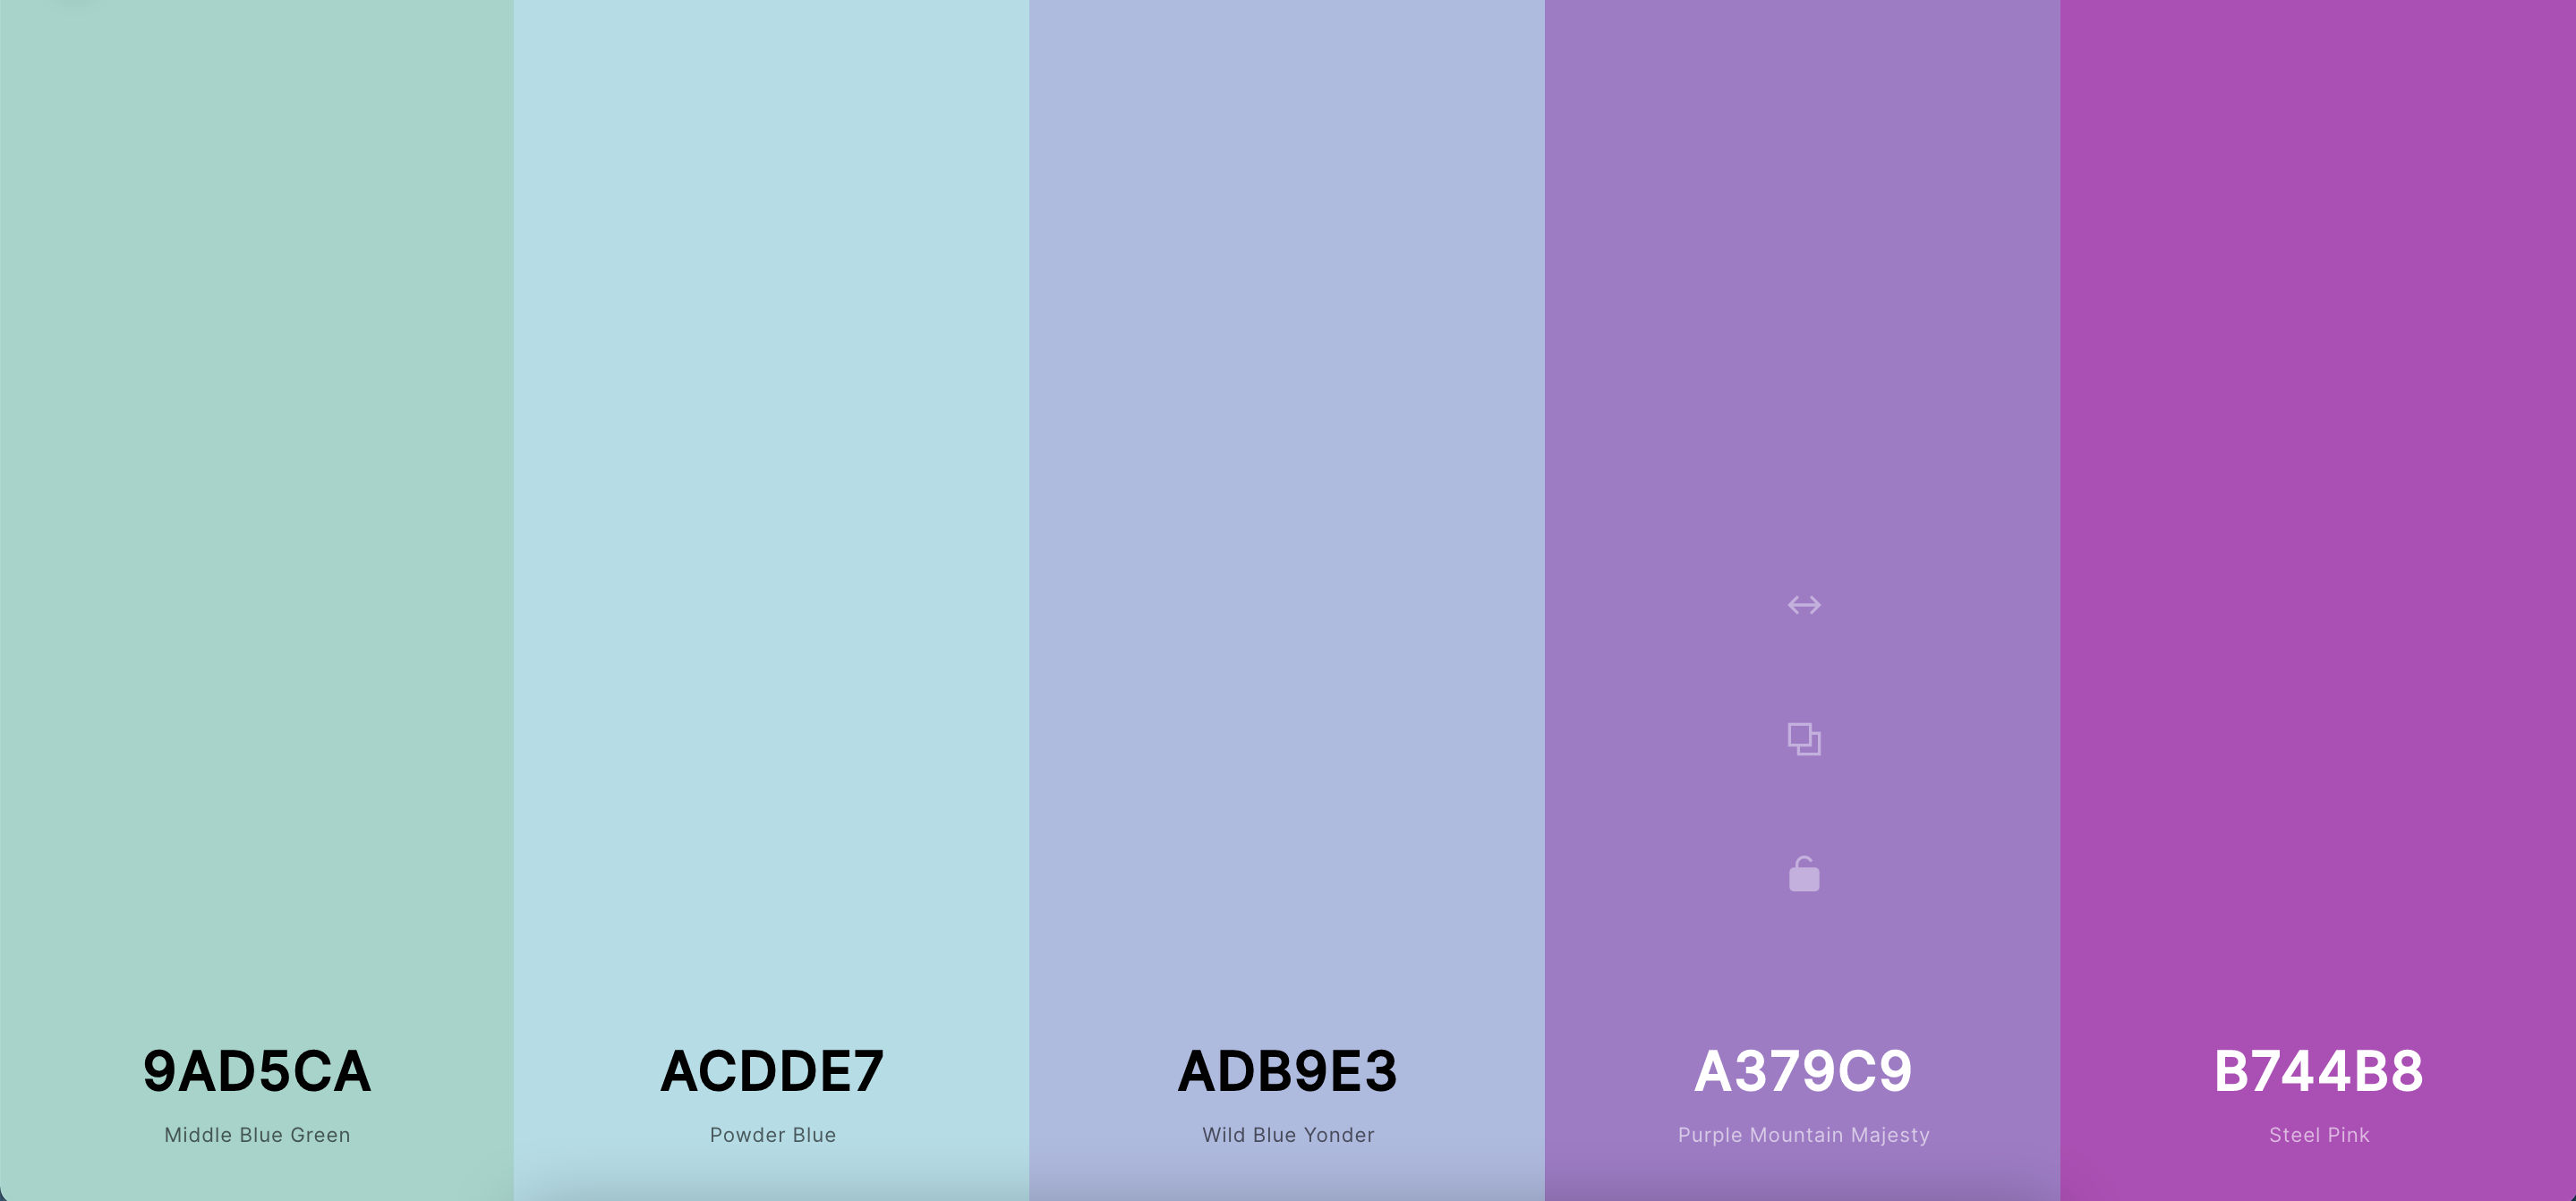 9AD5CA
Middle Blue Green
ACDDE7
Powder Blue
ADB9E3
Wild Blue Yonder
A379C9
Purple Mountain Majesty
B744B8
Steel Pink